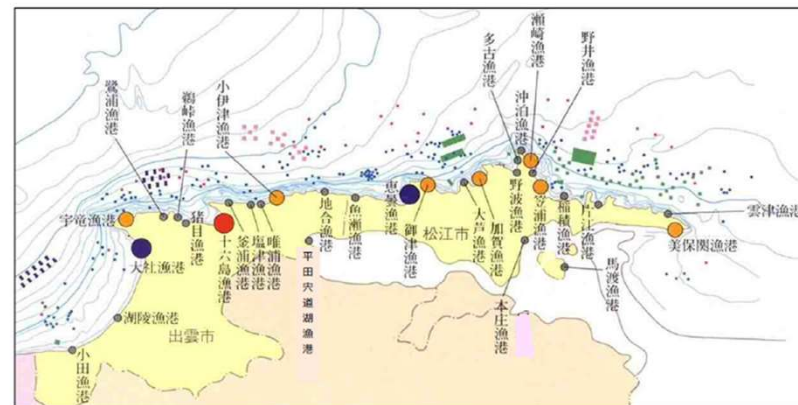 瀬崎漁港
野井漁港
多古漁港
沖泊漁港
小伊津漁港
鵜峠漁港
鷺浦漁港
宇竜漁港
猪目漁港
大社漁港
十六島漁港
釜浦漁港
塩津漁港
唯浦漁港
平田宍道湖漁港
地合漁港
魚瀬漁港
恵曇漁港
御津漁港
松江市
大芦漁港
加賀漁港
野波漁港
笠浦漁港
稲積漁港
片江漁港
雲津漁港
美保関漁港
馬渡漁港
本庄漁港
湖陵漁港
出雲市
小田漁港